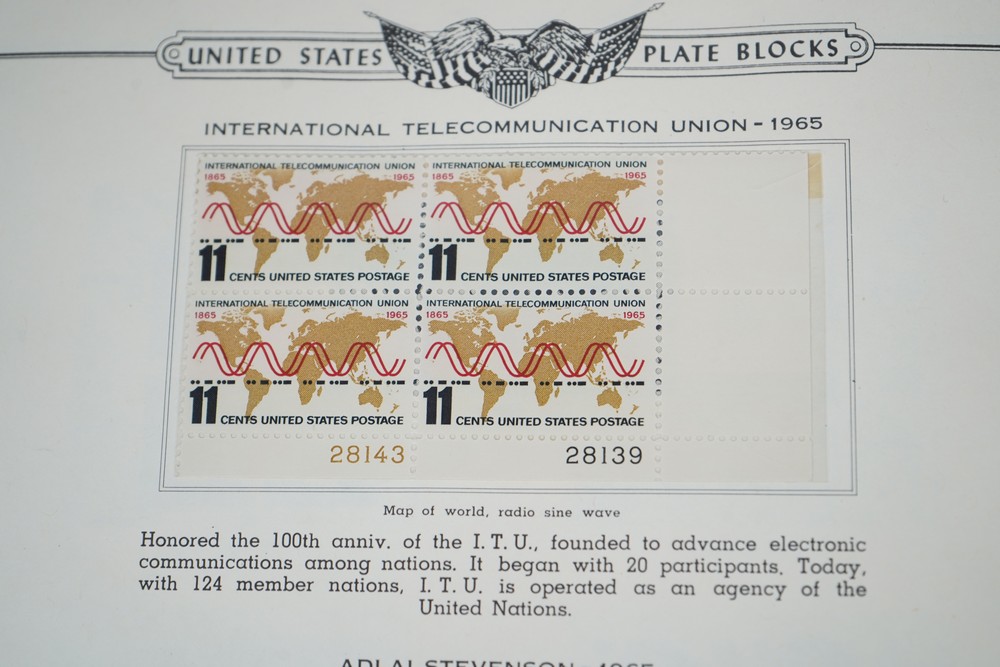 UNITED STATES PLATE BLOCKS
INTERNATIONAL TELECOMMUNICATION UNION - 1965
INTERNATIONAL TELECOMMUNICATION UNION
1865 1965
11 CENTS UNITED STATES POSTAGE
INTERNATIONAL TELECOMMUNICATION UNION
1865 1965
11 CENTS UNITED STATES POSTAGE
INTERNATIONAL TELECOMMUNICATION UNION
1865 1965
11 CENTS UNITED STATES POSTAGE
INTERNATIONAL TELECOMMUNICATION UNION
1865 1965
11 CENTS UNITED STATES POSTAGE
28143 28139
Map of world, radio sine wave
Honored the 100th anniv. of the I. T. U., founded to advance electronic
communications among nations. It began with 20 participants. Today,
with 124 member nations, I. T. U. is operated as an agency of the
United Nations.
ADLAI STEVENSON - 1965